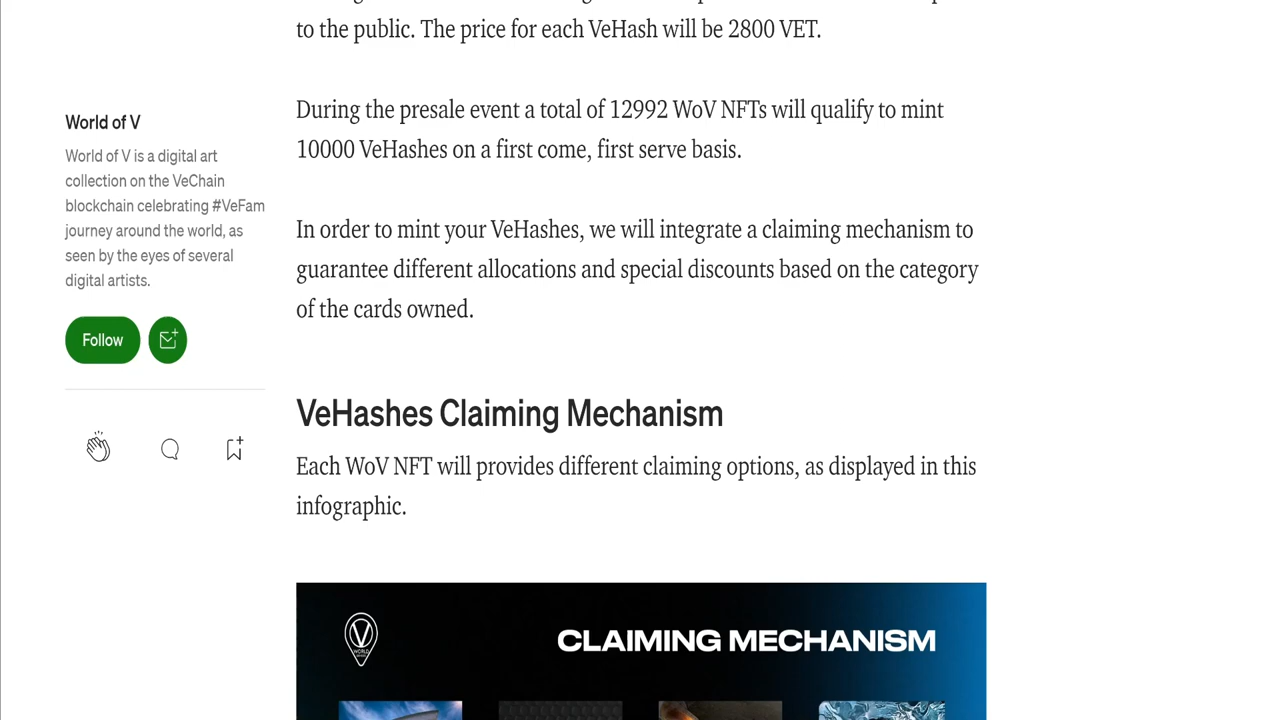 to the public. The price for each VeHash will be 2800 VET.
During the presale event a total of 12992 WoV NFTs will qualify to mint
10000 VeHashes on a first come, first serve basis.
In order to mint your VeHashes, we will integrate a claiming mechanism to
guarantee different allocations and special discounts based on the category
of the cards owned.
VeHashes Claiming Mechanism
Each WoV NFT will provides different claiming options, as displayed in this
infographic.
World of V
World of V is a digital art
collection on the VeChain
blockchain celebrating #VeFam
journey around the world, as
seen by the eyes of several
digital artists.
Follow
V
WORLD
CLAIMING MECHANISM